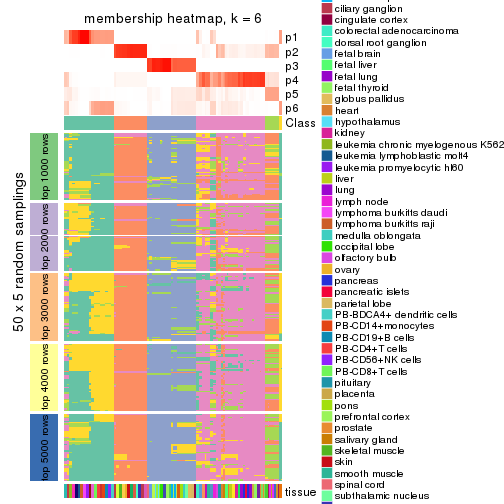 membership heatmap, k = 6
p1
p2
p3
p4
p5
p6
Class
50 x 5 random samplings
top 1000 rows
top 2000 rows
top 3000 rows
top 4000 rows
top 5000 rows
tissue
ciliary ganglion
cingulate cortex
colorectal adenocarcinoma
dorsal root ganglion
fetal brain
fetal liver
fetal lung
fetal thyroid
globus pallidus
heart
hypothalamus
kidney
leukemia chronic myelogenous K562
leukemia lymphoblastic molt4
leukemia promyelocytic hl60
liver
lung
lymph node
lymphoma burkitts daudi
lymphoma burkitts raji
medulla oblongata
occipital lobe
olfactory bulb
ovary
pancreas
pancreatic islets
parietal lobe
PB-BDCA4+ dendritic cells
PB-CD14+ monocytes
PB-CD19+ B cells
PB-CD4+ T cells
PB-CD56+ NK cells
PB-CD8+ T cells
pituitary
placenta
pons
prefrontal cortex
prostate
salivary gland
skeletal muscle
skin
smooth muscle
spinal cord
subthalamic nucleus